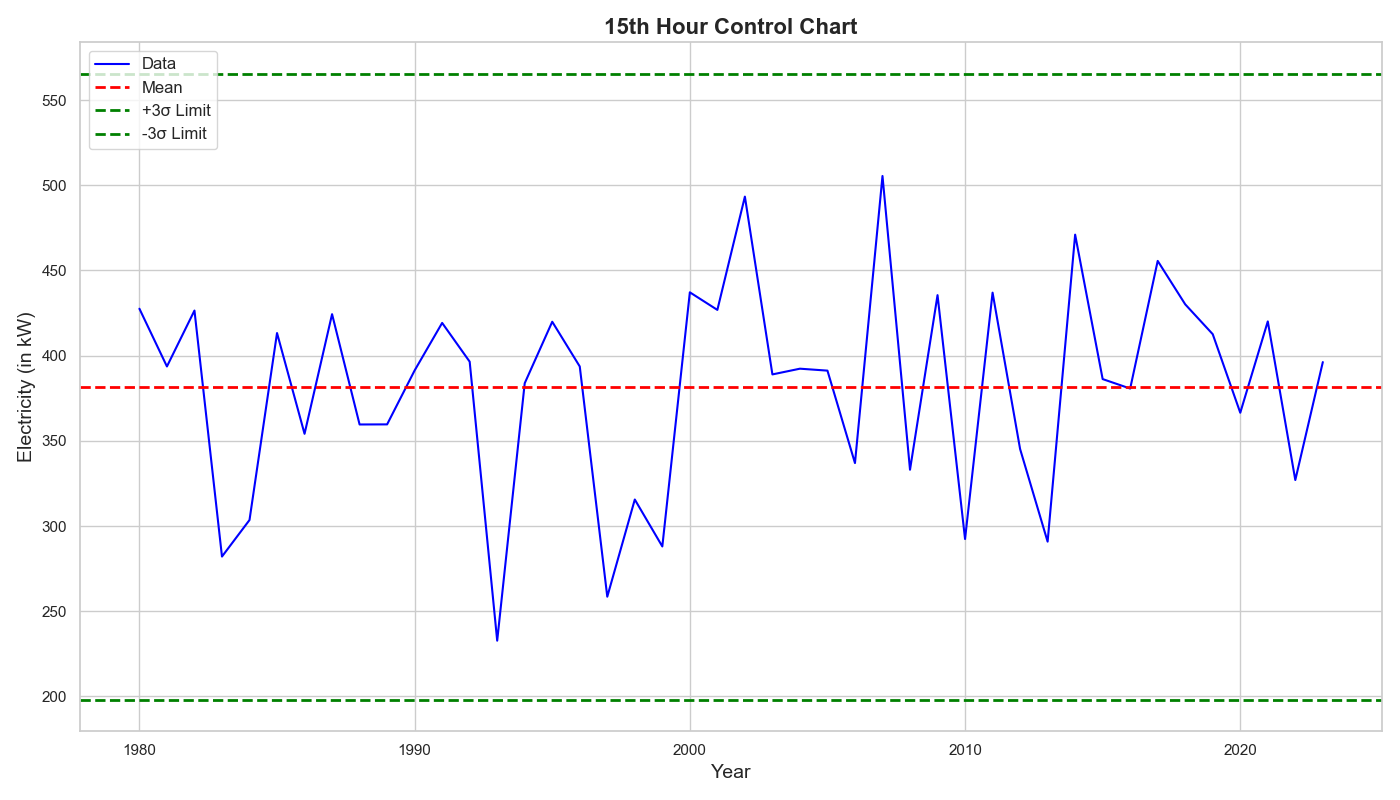 15th Hour Control Chart
Data
Mean
+3σ Limit
-3σ Limit
550
500
450
400
350
300
250
200
Electricity (in kW)
1980
1990
2000
2010
2020
Year